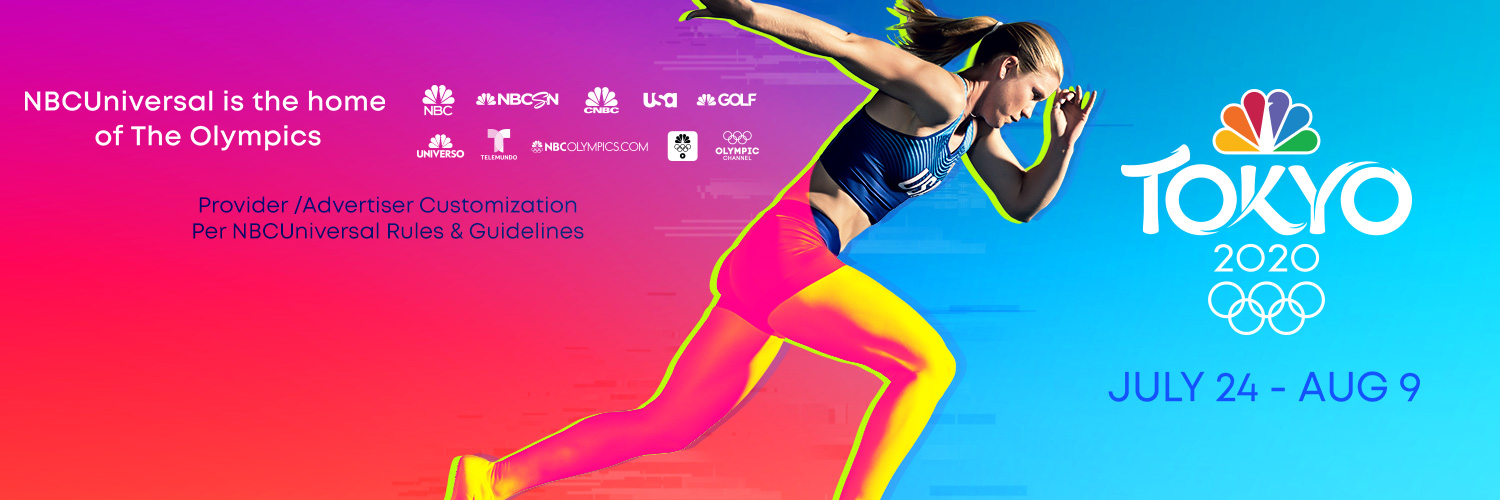 NBCUniversal is the home
of The Olympics
NBC
NBCSN
CNBC
USA
GOLF
UNIVERSO
TELEMUNDO
NBCOLYMPICS.COM
OLYMPIC
CHANNEL
Provider /Advertiser Customization
Per NBCUniversal Rules & Guidelines
USA
TOKYO
2020
JULY 24 - AUG 9